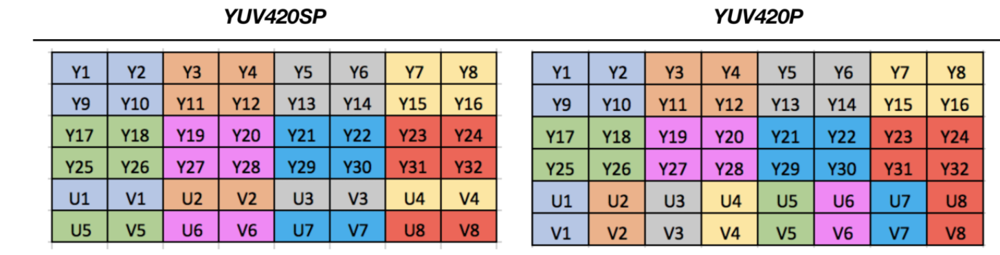 YUV420SP
YUV420P
Y1 Y2 Y3 Y4 Y5 Y6 Y7 Y8
Y9 Y10 Y11 Y12 Y13 Y14 Y15 Y16
Y17 Y18 Y19 Y20 Y21 Y22 Y23 Y24
Y25 Y26 Y27 Y28 Y29 Y30 Y31 Y32
U1 V1 U2 V2 U3 V3 U4 V4
U5 V5 U6 V6 U7 V7 U8 V8
Y1 Y2 Y3 Y4 Y5 Y6 Y7 Y8
Y9 Y10 Y11 Y12 Y13 Y14 Y15 Y16
Y17 Y18 Y19 Y20 Y21 Y22 Y23 Y24
Y25 Y26 Y27 Y28 Y29 Y30 Y31 Y32
U1 U2 U3 U4 U5 U6 U7 U8
V1 V2 V3 V4 V5 V6 V7 V8